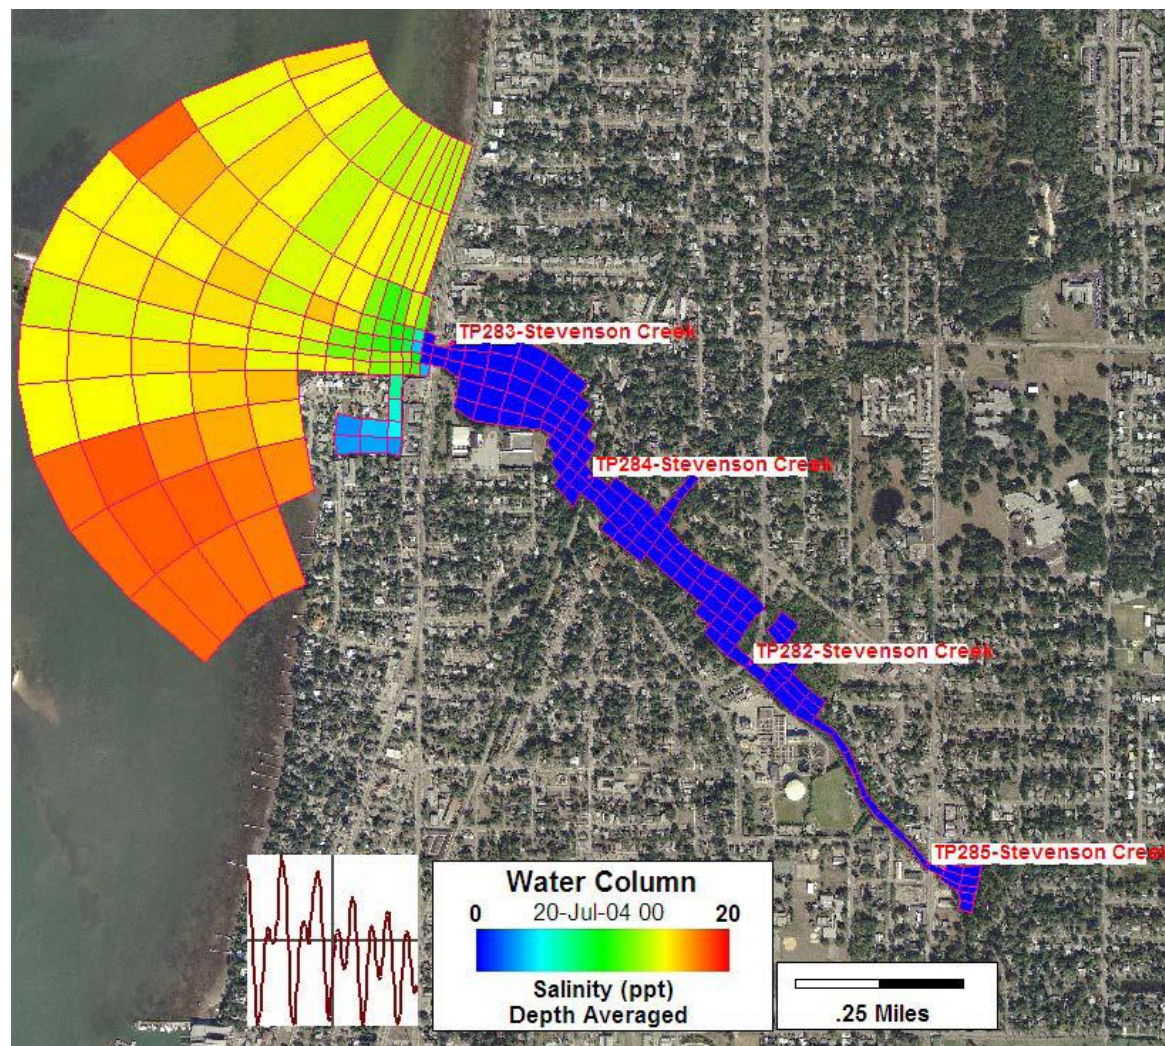 TP283-Stevenson Creek
TP284-Stevenson Creek
TP282-Stevenson Creek
TP285-Stevenson Creek
Water Column
0 20-Jul-04 00 20
Salinity (ppt)
Depth Averaged
.25 Miles